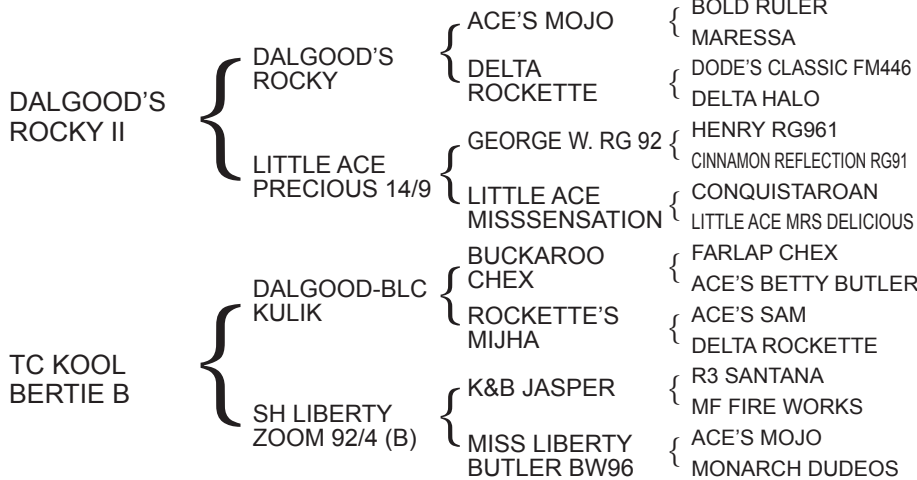 DALGOOD'S
ROCKY II
DALGOOD'S
ROCKY
ACE'S MOJO
BOLD RULER
MARESSA
DELTA
ROCKETTE
DODE'S CLASSIC FM446
DELTA HALO
LITTLE ACE
PRECIOUS 14/9
GEORGE W. RG 92
HENRY RG961
CINNAMON REFLECTION RG91
LITTLE ACE
MISSSENSATION
CONQUISTAROAN
LITTLE ACE MRS DELICIOUS
TC KOOL
BERTIE B
DALGOOD-BLC
KULIK
BUCKAROO
CHEX
FARLAP CHEX
ACE'S BETTY BUTLER
ROCKETTE'S
MIJHA
ACE'S SAM
DELTA ROCKETTE
SH LIBERTY
ZOOM 92/4 (B)
K&B JASPER
R3 SANTANA
MF FIRE WORKS
MISS LIBERTY
BUTLER BW96
ACE'S MOJO
MONARCH DUDEOS